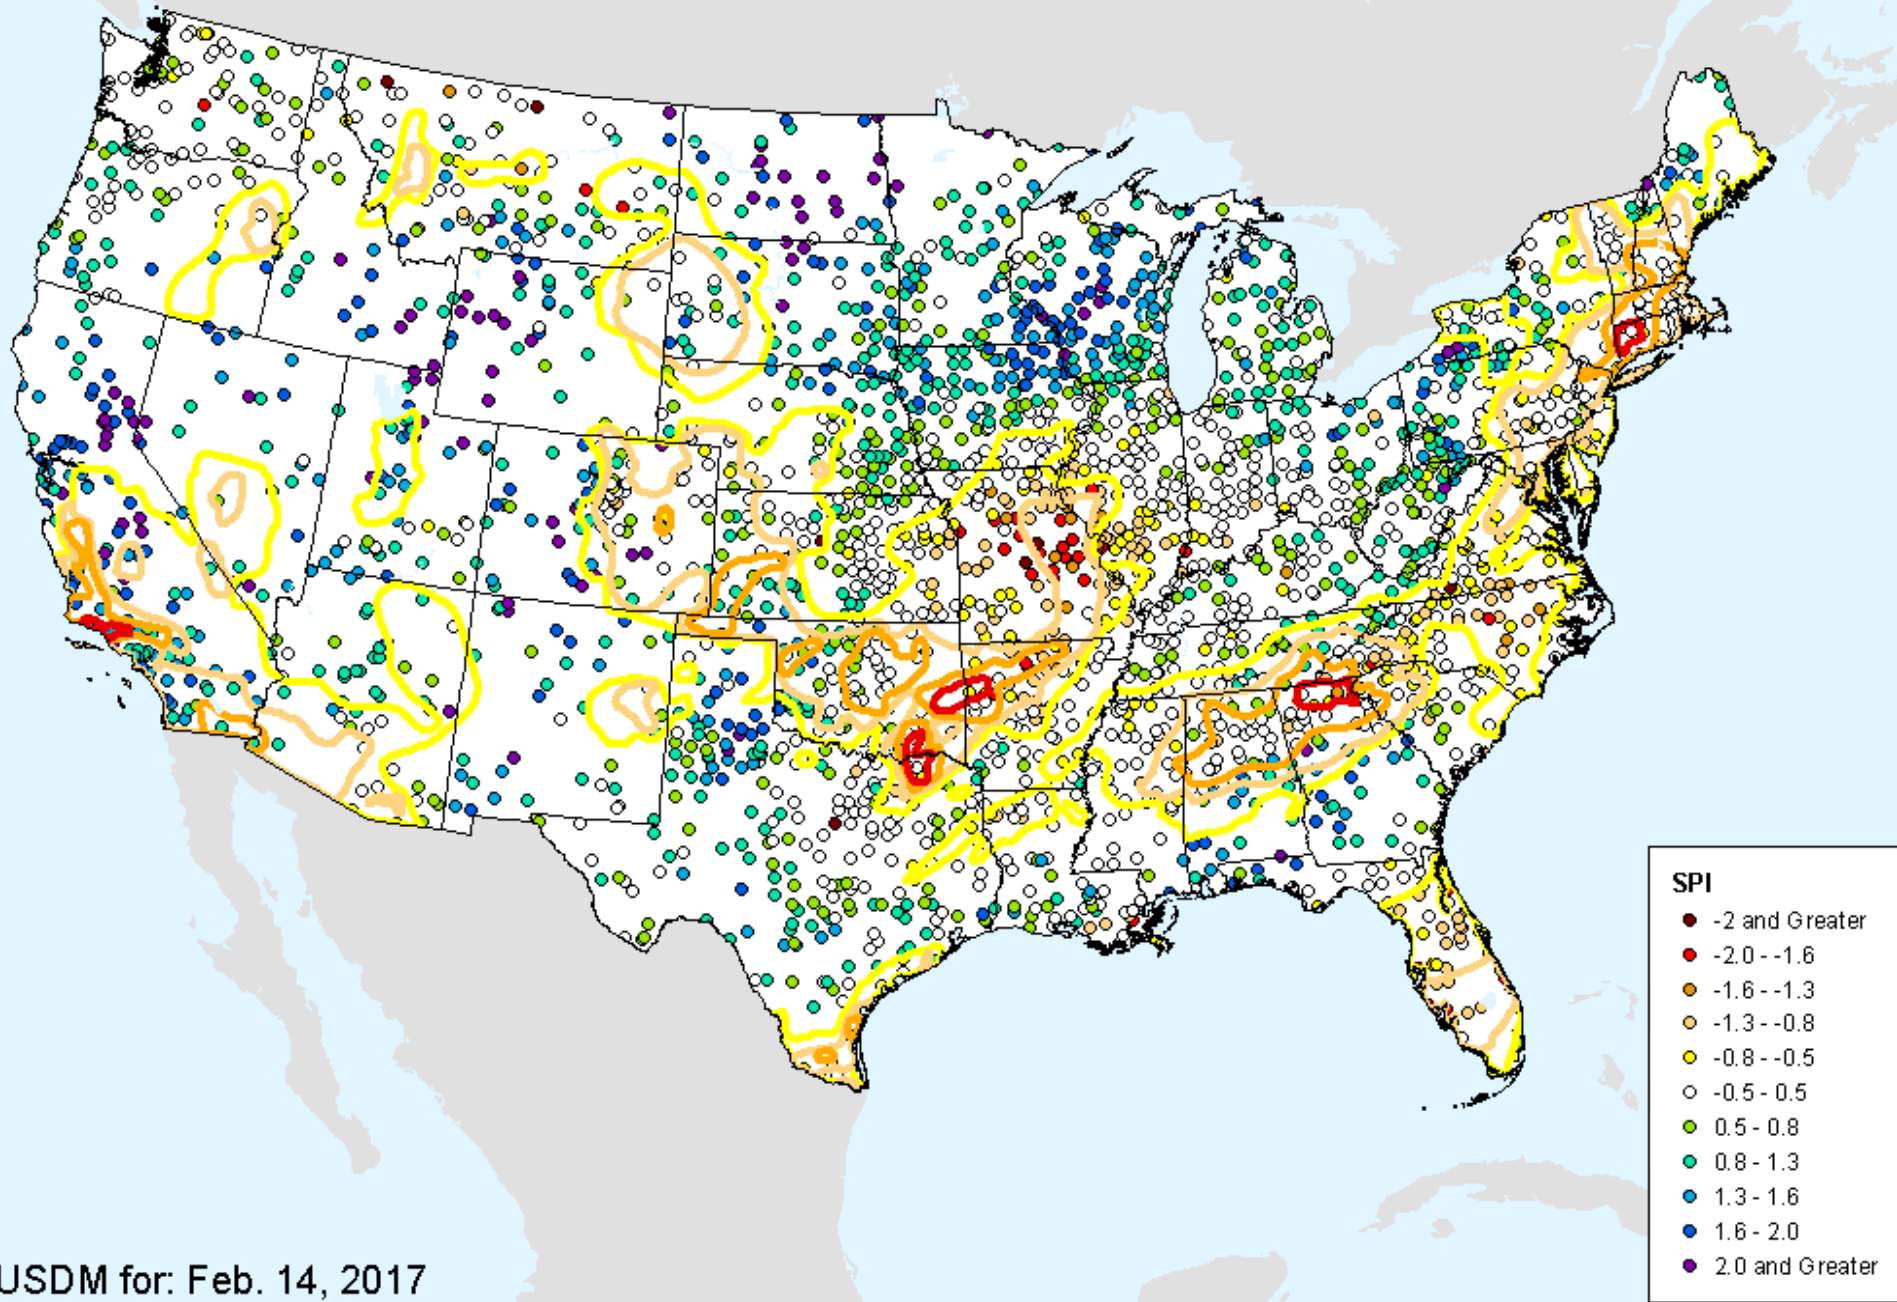 SPI
-2 and Greater
-2.0 - -1.6
-1.6 - -1.3
-1.3 - -0.8
-0.8 - -0.5
-0.5 - 0.5
0.5 - 0.8
0.8 - 1.3
1.3 - 1.6
1.6 - 2.0
2.0 and Greater
USDM for: Feb. 14, 2017